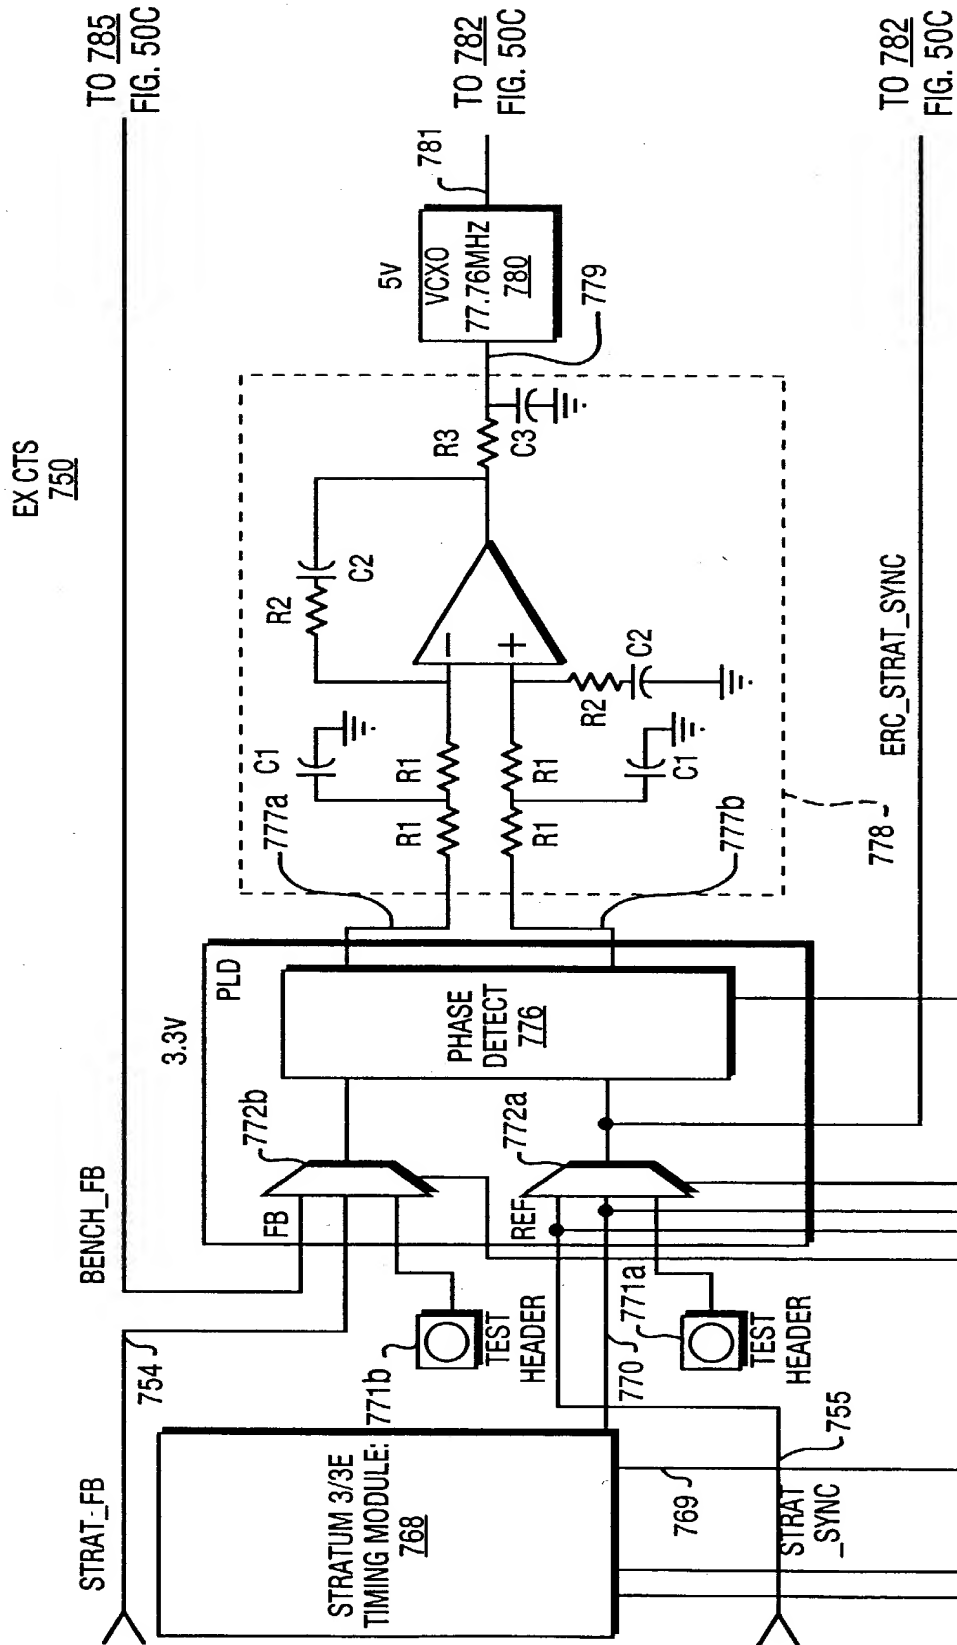 EX CTS
750
TO 785
FIG. 50C
TO 782
FIG. 50C
TO 782
FIG. 50C
STRAT_FB
754
BENCH_FB
STRATUM 3/3E
TIMING MODULE:
768
769
STRAT
_SYNC
755
770
771b
TEST
HEADER
771a
TEST
HEADER
3.3V
PLD
FB
772b
REF
772a
PHASE
DETECT
776
777a
777b
R1
R1
C1
R1
R1
C1
R2
C2
R2
C2
−
+
R3
C3
778
779
5V
VCXO
77.76MHZ
780
781
ERC_STRAT_SYNC